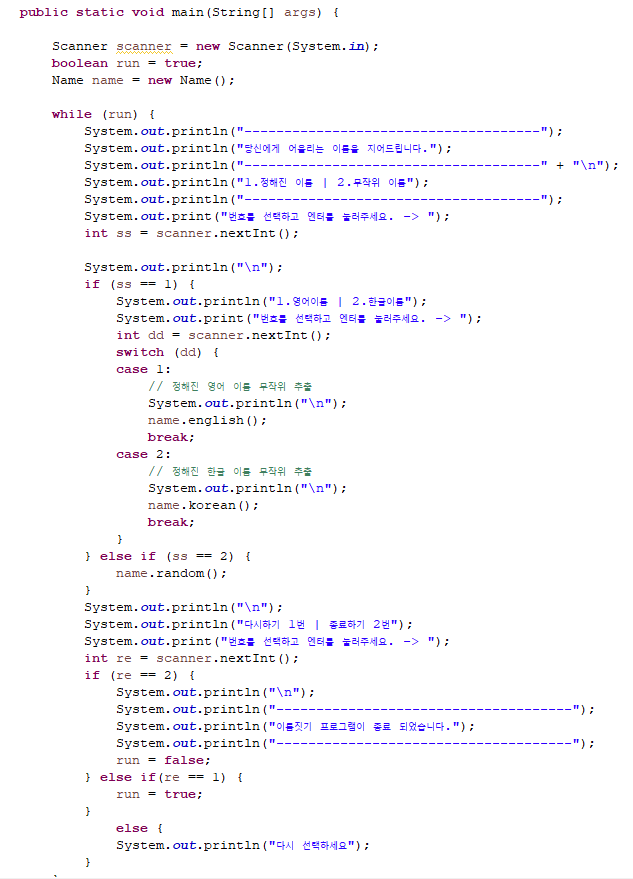 public static void main(String[] args) {
Scanner scanner = new Scanner(System.in);
boolean run = true;
Name name = new Name();
while (run) {
System.out.println("-------------------------------------");
System.out.println("당신에게 어울리는 이름을 지어드립니다.");
System.out.println("-------------------------------------" + "\n");
System.out.println("1.정해진 이름 | 2.무작위 이름");
System.out.println("-------------------------------------");
System.out.print("번호를 선택하고 엔터를 눌러주세요. -> ");
int ss = scanner.nextInt();
System.out.println("\n");
if (ss == 1) {
System.out.println("1.영어이름 | 2.한글이름");
System.out.print("번호를 선택하고 엔터를 눌러주세요. -> ");
int dd = scanner.nextInt();
switch (dd) {
case 1:
// 정해진 영어 이름 무작위 추출
System.out.println("\n");
name.english();
break;
case 2:
// 정해진 한글 이름 무작위 추출
System.out.println("\n");
name.korean();
break;
}
} else if (ss == 2) {
name.random();
}
System.out.println("\n");
System.out.println("다시하기 1번 | 종료하기 2번");
System.out.print("번호를 선택하고 엔터를 눌러주세요. -> ");
int re = scanner.nextInt();
if (re == 2) {
System.out.println("\n");
System.out.println("-------------------------------------");
System.out.println("이름짓기 프로그램이 종료 되었습니다.");
System.out.println("-------------------------------------");
run = false;
} else if(re == 1) {
run = true;
}
else {
System.out.println("다시 선택하세요");
}